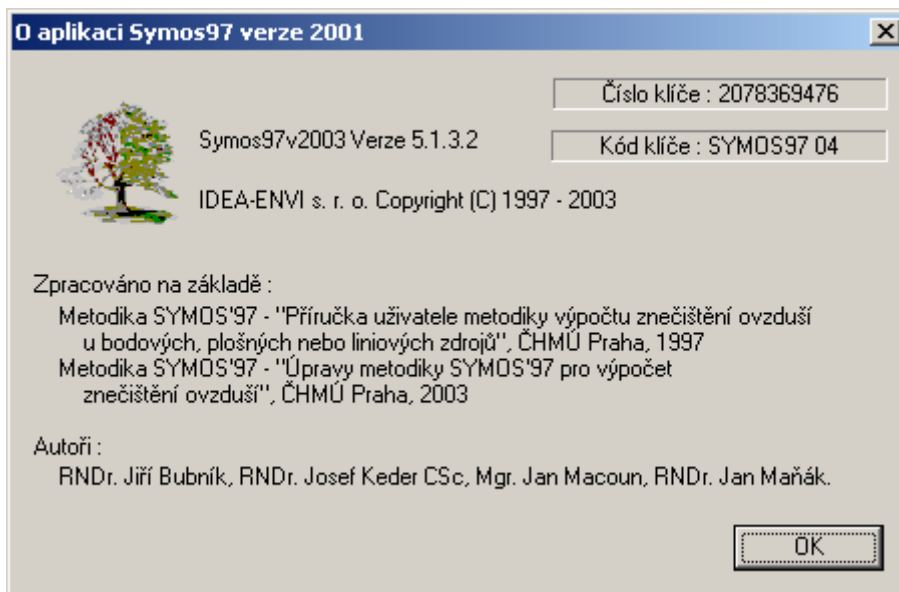 O aplikaci Symos97 verze 2001
Číslo klíče : 2078369476
Symos97v2003 Verze 5.1.3.2
Kód klíče : SYMOS97 04
IDEA-ENVI s. r. o. Copyright (C) 1997 - 2003
Zpracováno na základě :
Metodika SYMOS'97 - "Příručka uživatele metodiky výpočtu znečištění ovzduší
u bodových, plošných nebo liniových zdrojů", ČHMÚ Praha, 1997
Metodika SYMOS'97 - "Úpravy metodiky SYMOS'97 pro výpočet
znečištění ovzduší", ČHMÚ Praha, 2003
Autoři :
RNDr. Jiří Bubník, RNDr. Josef Keder CSc, Mgr. Jan Macoun, RNDr. Jan Maňák.
OK